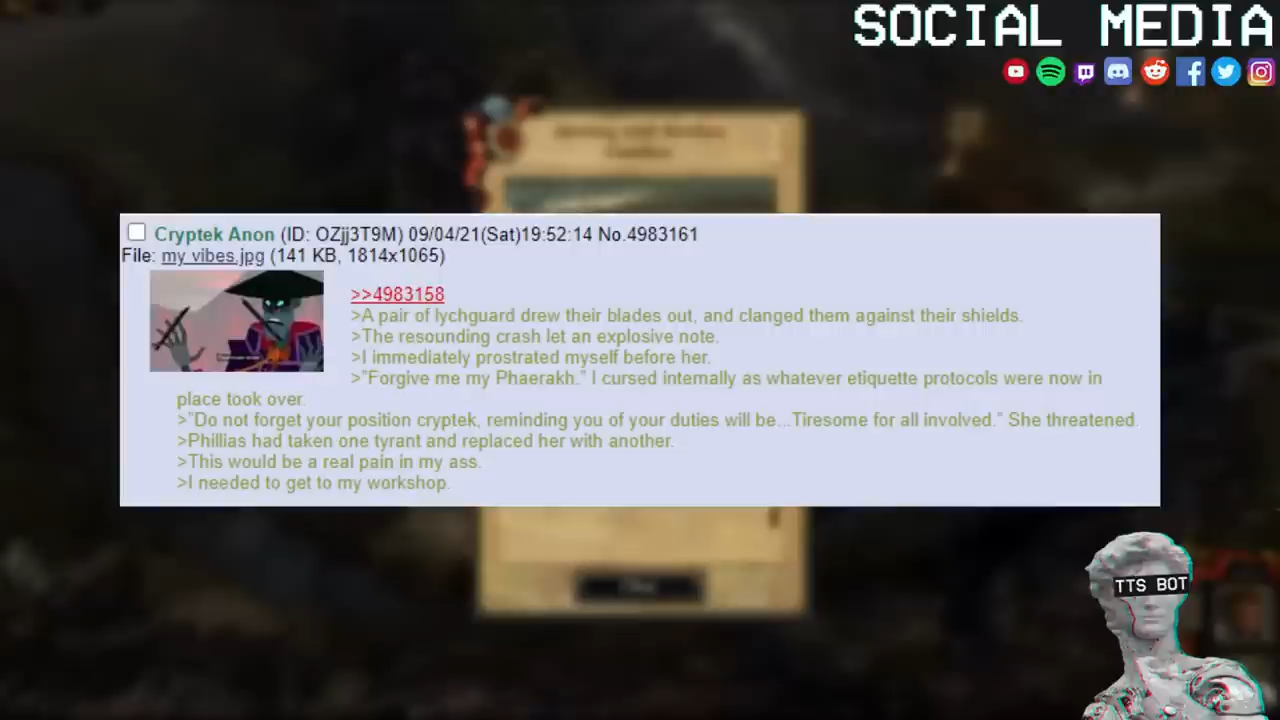 SOCIAL MEDIA
Cryptek Anon (ID: OZjj3T9M) 09/04/21(Sat)19:52:14 No.4983161
File: my vibes.jpg (141 KB, 1814x1065)
>>4983158
>A pair of lychguard drew their blades out, and clanged them against their shields.
>The resounding crash let an explosive note.
>I immediately prostrated myself before her.
>"Forgive me my Phaerakh." I cursed internally as whatever etiquette protocols were now in
place took over.
>"Do not forget your position cryptek, reminding you of your duties will be...Tiresome for all involved." She threatened.
>Phillias had taken one tyrant and replaced her with another.
>This would be a real pain in my ass.
>I needed to get to my workshop.
TTS BOT